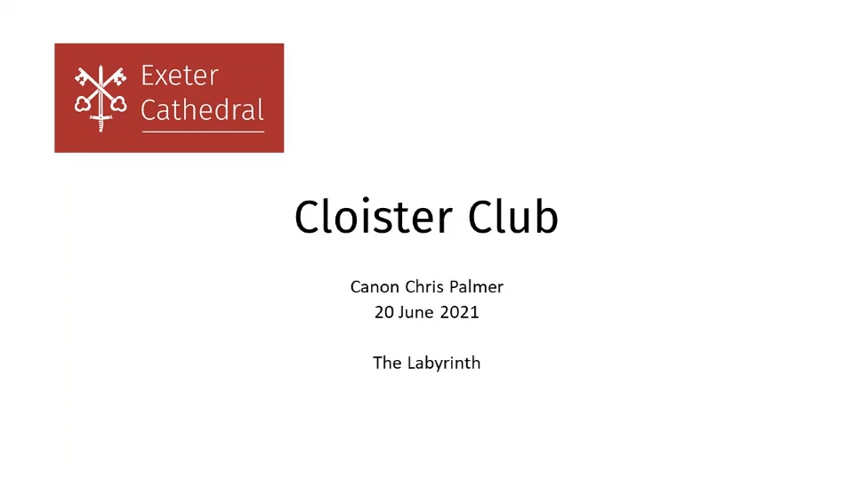 Exeter
Cathedral
Cloister Club
Canon Chris Palmer
20 June 2021
The Labyrinth